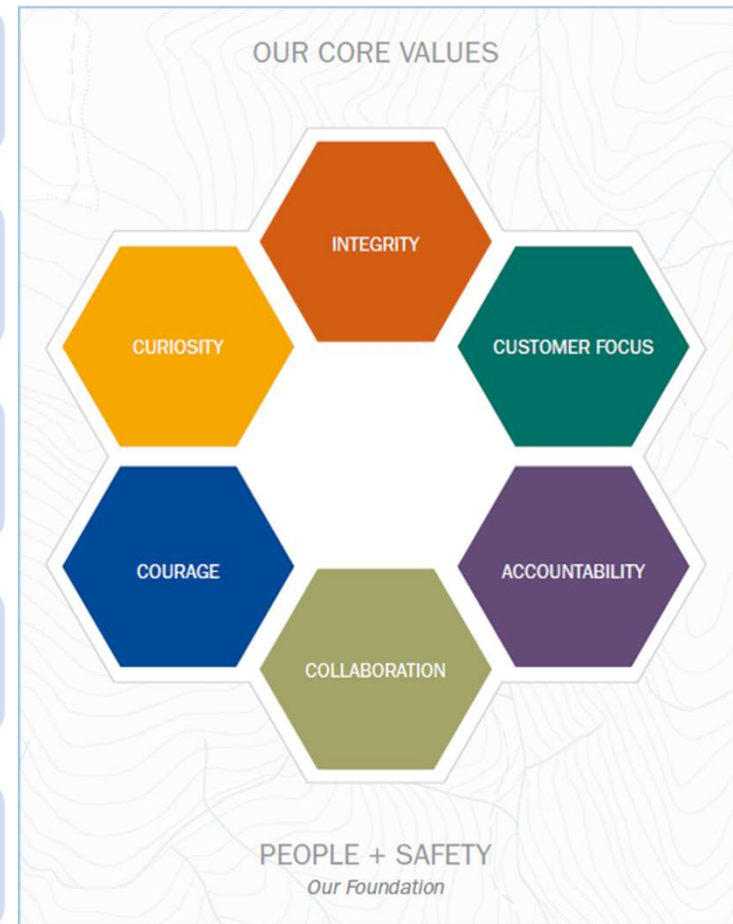 OUR CORE VALUES
INTEGRITY
CURIOSITY
CUSTOMER FOCUS
COURAGE
ACCOUNTABILITY
COLLABORATION
PEOPLE + SAFETY
Our Foundation